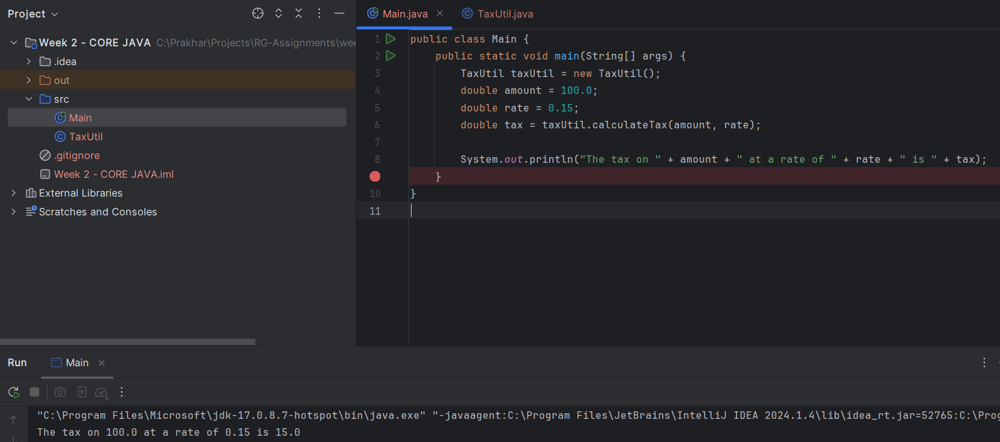 Project
Week 2 - CORE JAVA C:\Prakhar\Projects\RG-Assignments\wee
.idea
out
src
Main
TaxUtil
.gitignore
Week 2 - CORE JAVA.iml
External Libraries
Scratches and Consoles
Main.java TaxUtil.java
1 public class Main {
2 public static void main(String[] args) {
3 TaxUtil taxUtil = new TaxUtil();
4 double amount = 100.0;
5 double rate = 0.15;
6 double tax = taxUtil.calculateTax(amount, rate);
7
8 System.out.println("The tax on " + amount + " at a rate of " + rate + " is " + tax);
}
10 }
11
Run Main
"C:\Program Files\Microsoft\jdk-17.0.8.7-hotspot\bin\java.exe" "-javaagent:C:\Program Files\JetBrains\IntelliJ IDEA 2024.1.4\lib\idea_rt.jar=52765:C:\Prog
The tax on 100.0 at a rate of 0.15 is 15.0